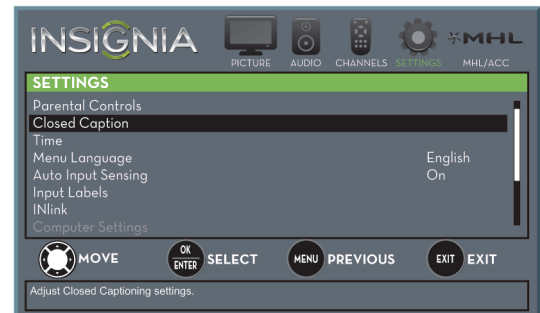 INSIGNIA
MHL
PICTURE AUDIO CHANNELS SETTINGS MHL/ACC
SETTINGS
Parental Controls
Closed Caption
Time
Menu Language English
Auto Input Sensing On
Input Labels
INlink
Computer Settings
MOVE OK ENTER SELECT MENU PREVIOUS EXIT EXIT
Adjust Closed Captioning settings.